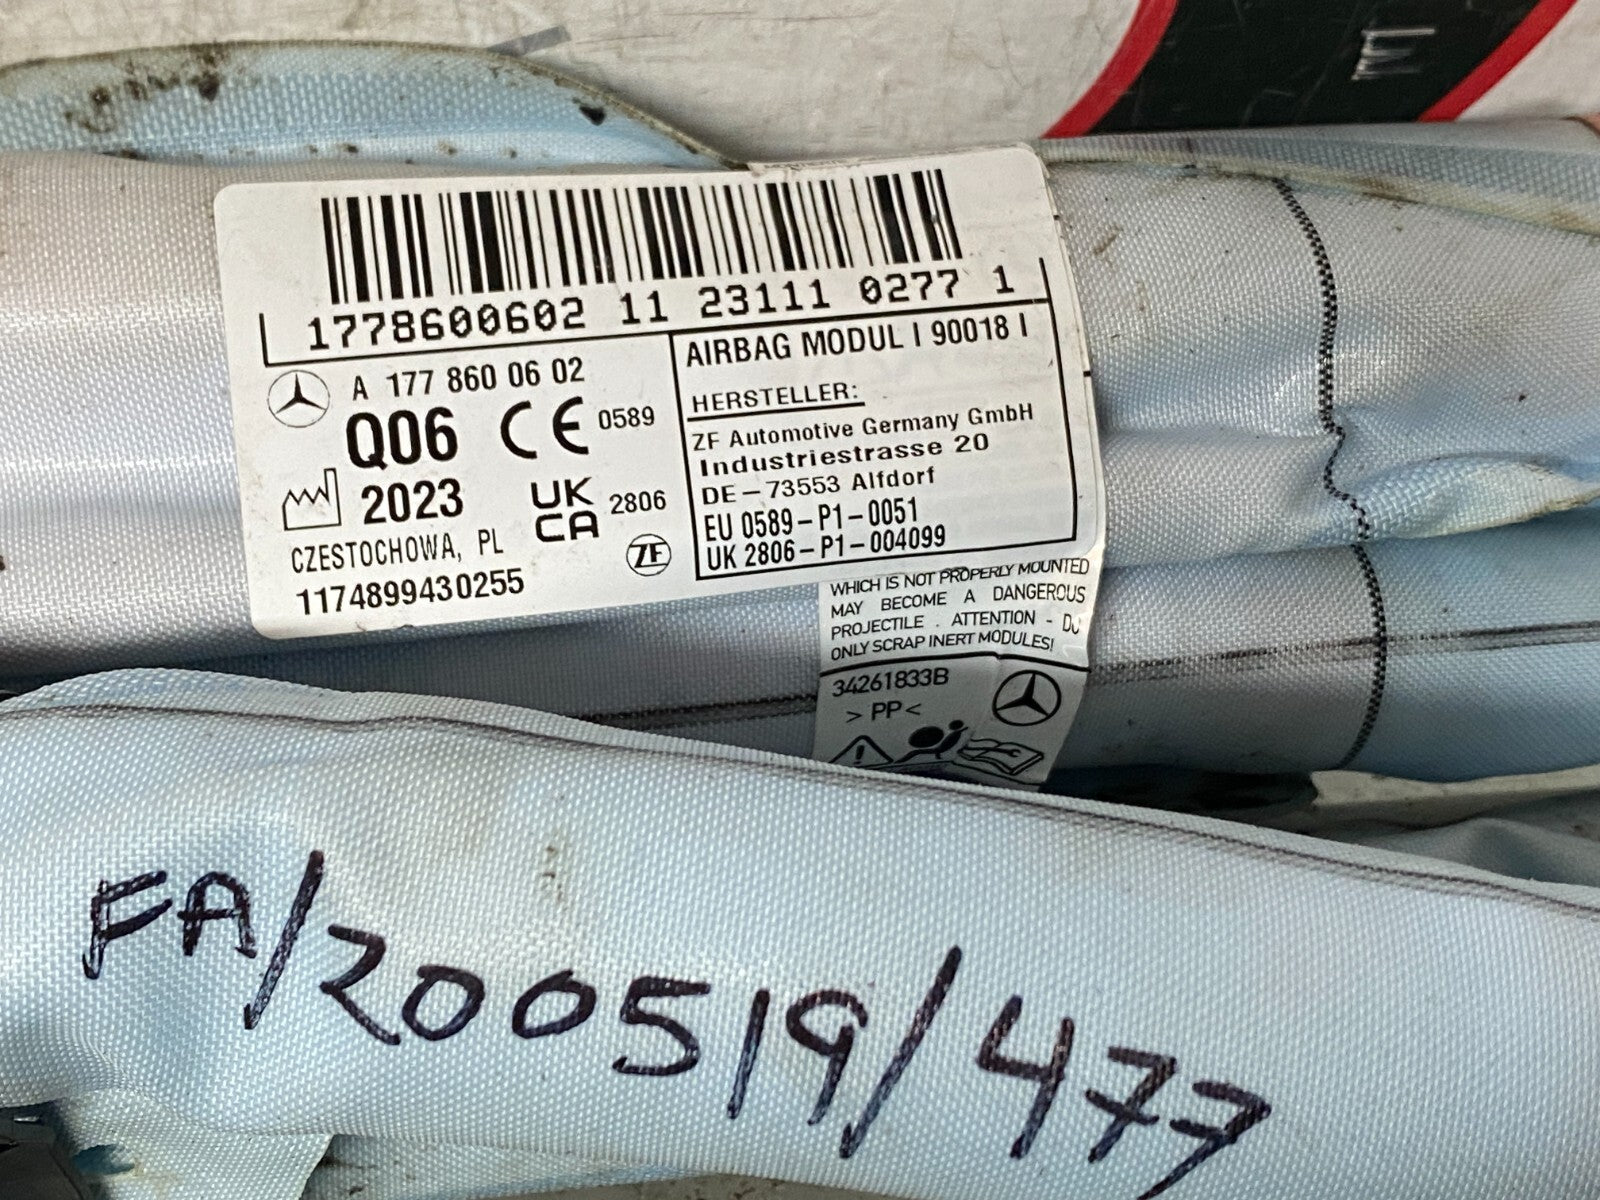 1778600602 11 23111 0277 1
A 177 860 06 02
Q06 CE 0589
2023
UK
CA 2806
CZESTOCHOWA, PL
ZF
1174899430255
AIRBAG MODUL I 90018 I
HERSTELLER:
ZF Automotive Germany GmbH
Industriestrasse 20
DE-73553 Alfdorf
EU 0589-P1-0051
UK 2806-P1-004099
WHICH IS NOT PROPERLY MOUNTED
MAY BECOME A DANGEROUS
PROJECTILE . ATTENTION - DO
ONLY SCRAP INERT MODULES!
34261833B
>PP<
FA/200519/477